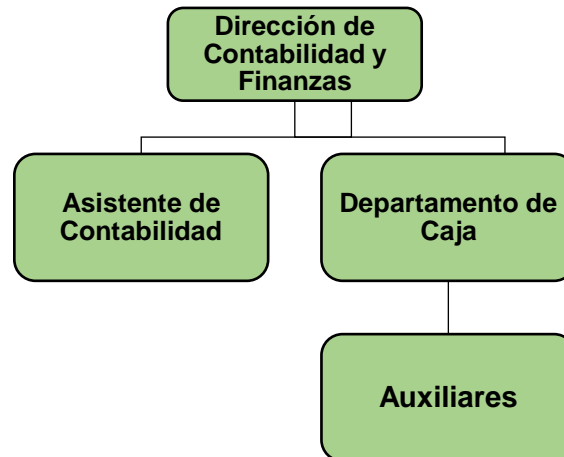 Dirección de
Contabilidad y
Finanzas
Asistente de
Contabilidad
Departamento de
Caja
Auxiliares